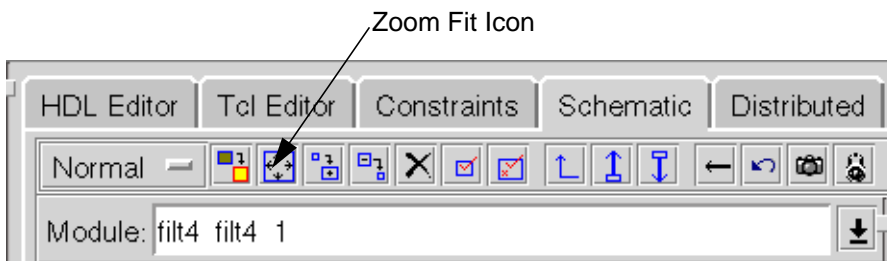 Zoom Fit Icon
HDL Editor Tcl Editor Constraints Schematic Distributed
Normal
Module: filt4 filt4 1